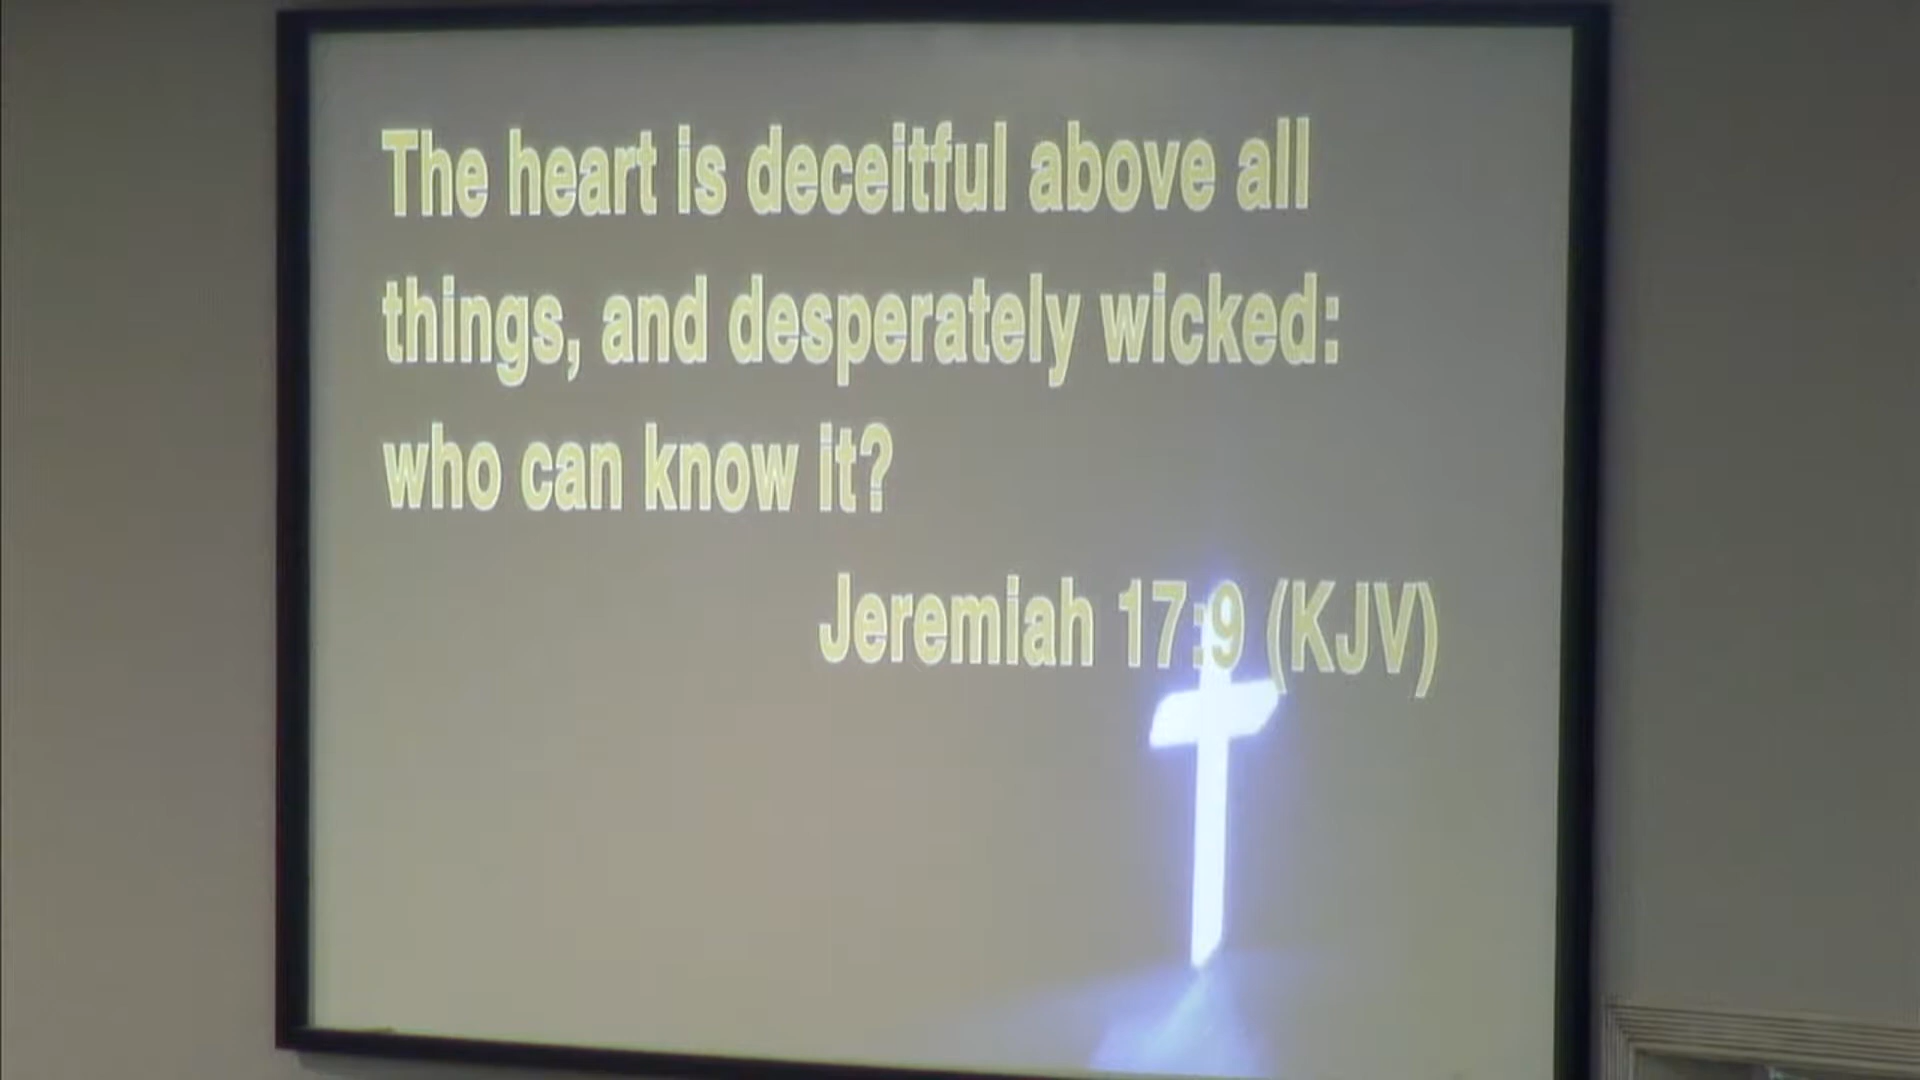 The heart is deceitful above all
things, and desperately wicked:
who can know it?
Jeremiah 17:9 (KJV)